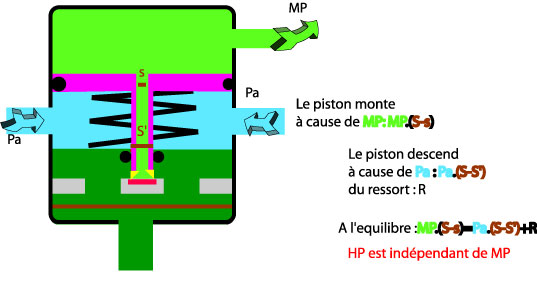 MP
s
Pa
Pa
S'
Le piston monte
à cause de MP: MP.(S-s)
Le piston descend
à cause de Pa : Pa.(S-S')
du ressort : R
A l'equilibre : MP.(S-s)=Pa.(S-S')+R
HP est indépendant de MP